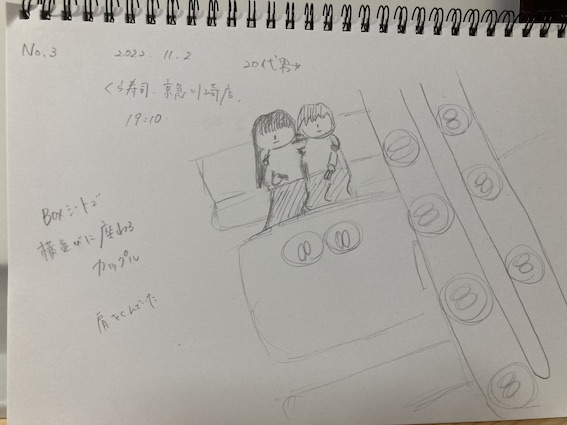 No.3 2022.11.2 20代男女
くら寿司.京急川崎店.
19:10
Boxシートで
横並びに座わる
カップル
肩をくんでいた